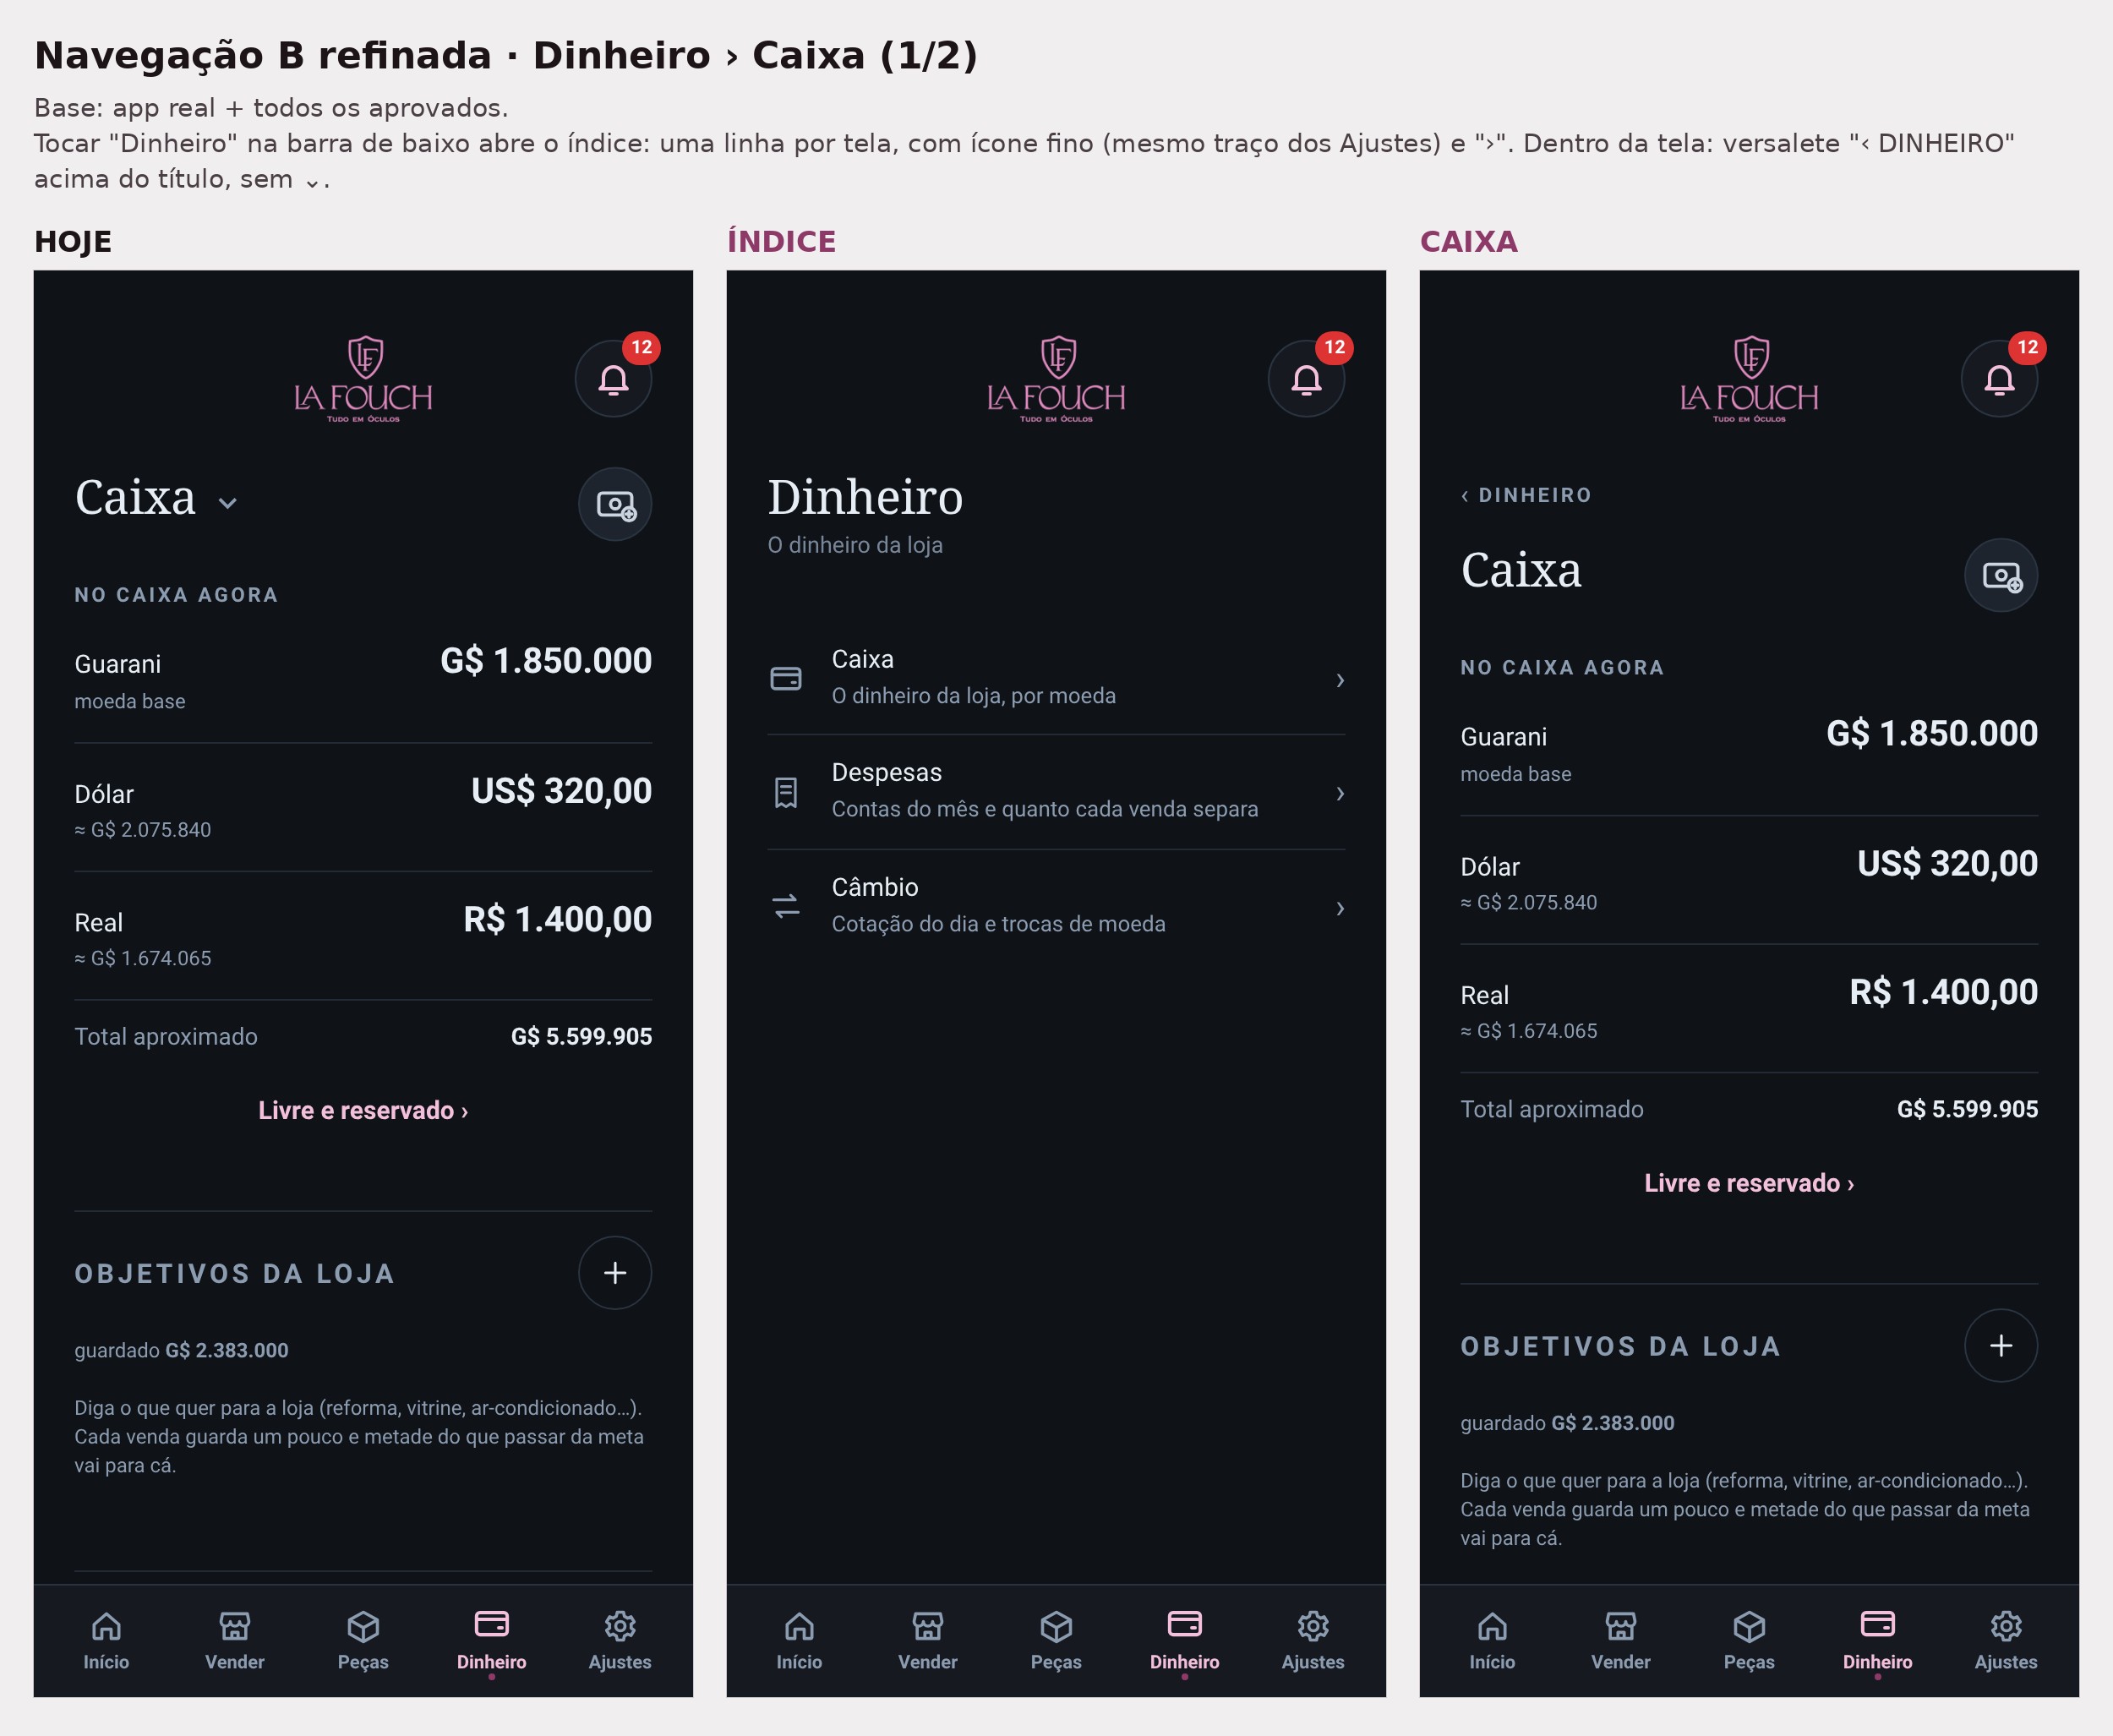 Navegação B refinada · Dinheiro › Caixa (1/2)
Base: app real + todos os aprovados.
Tocar "Dinheiro" na barra de baixo abre o índice: uma linha por tela, com ícone fino (mesmo traço dos Ajustes) e "›". Dentro da tela: versalete "‹ DINHEIRO"
acima do título, sem ⌄.
HOJE
LF
LA FOUCH
TUDO EM ÓCULOS
12
Caixa
NO CAIXA AGORA
Guarani
G$ 1.850.000
moeda base
Dólar
US$ 320,00
≈ G$ 2.075.840
Real
R$ 1.400,00
≈ G$ 1.674.065
Total aproximado
G$ 5.599.905
Livre e reservado ›
OBJETIVOS DA LOJA
guardado G$ 2.383.000
Diga o que quer para a loja (reforma, vitrine, ar-condicionado…).
Cada venda guarda um pouco e metade do que passar da meta
vai para cá.
Início
Vender
Peças
Dinheiro
Ajustes
ÍNDICE
LF
LA FOUCH
TUDO EM ÓCULOS
12
Dinheiro
O dinheiro da loja
Caixa
O dinheiro da loja, por moeda
›
Despesas
Contas do mês e quanto cada venda separa
›
Câmbio
Cotação do dia e trocas de moeda
›
Início
Vender
Peças
Dinheiro
Ajustes
CAIXA
LF
LA FOUCH
TUDO EM ÓCULOS
12
‹ DINHEIRO
Caixa
NO CAIXA AGORA
Guarani
G$ 1.850.000
moeda base
Dólar
US$ 320,00
≈ G$ 2.075.840
Real
R$ 1.400,00
≈ G$ 1.674.065
Total aproximado
G$ 5.599.905
Livre e reservado ›
OBJETIVOS DA LOJA
guardado G$ 2.383.000
Diga o que quer para a loja (reforma, vitrine, ar-condicionado…).
Cada venda guarda um pouco e metade do que passar da meta
vai para cá.
Início
Vender
Peças
Dinheiro
Ajustes